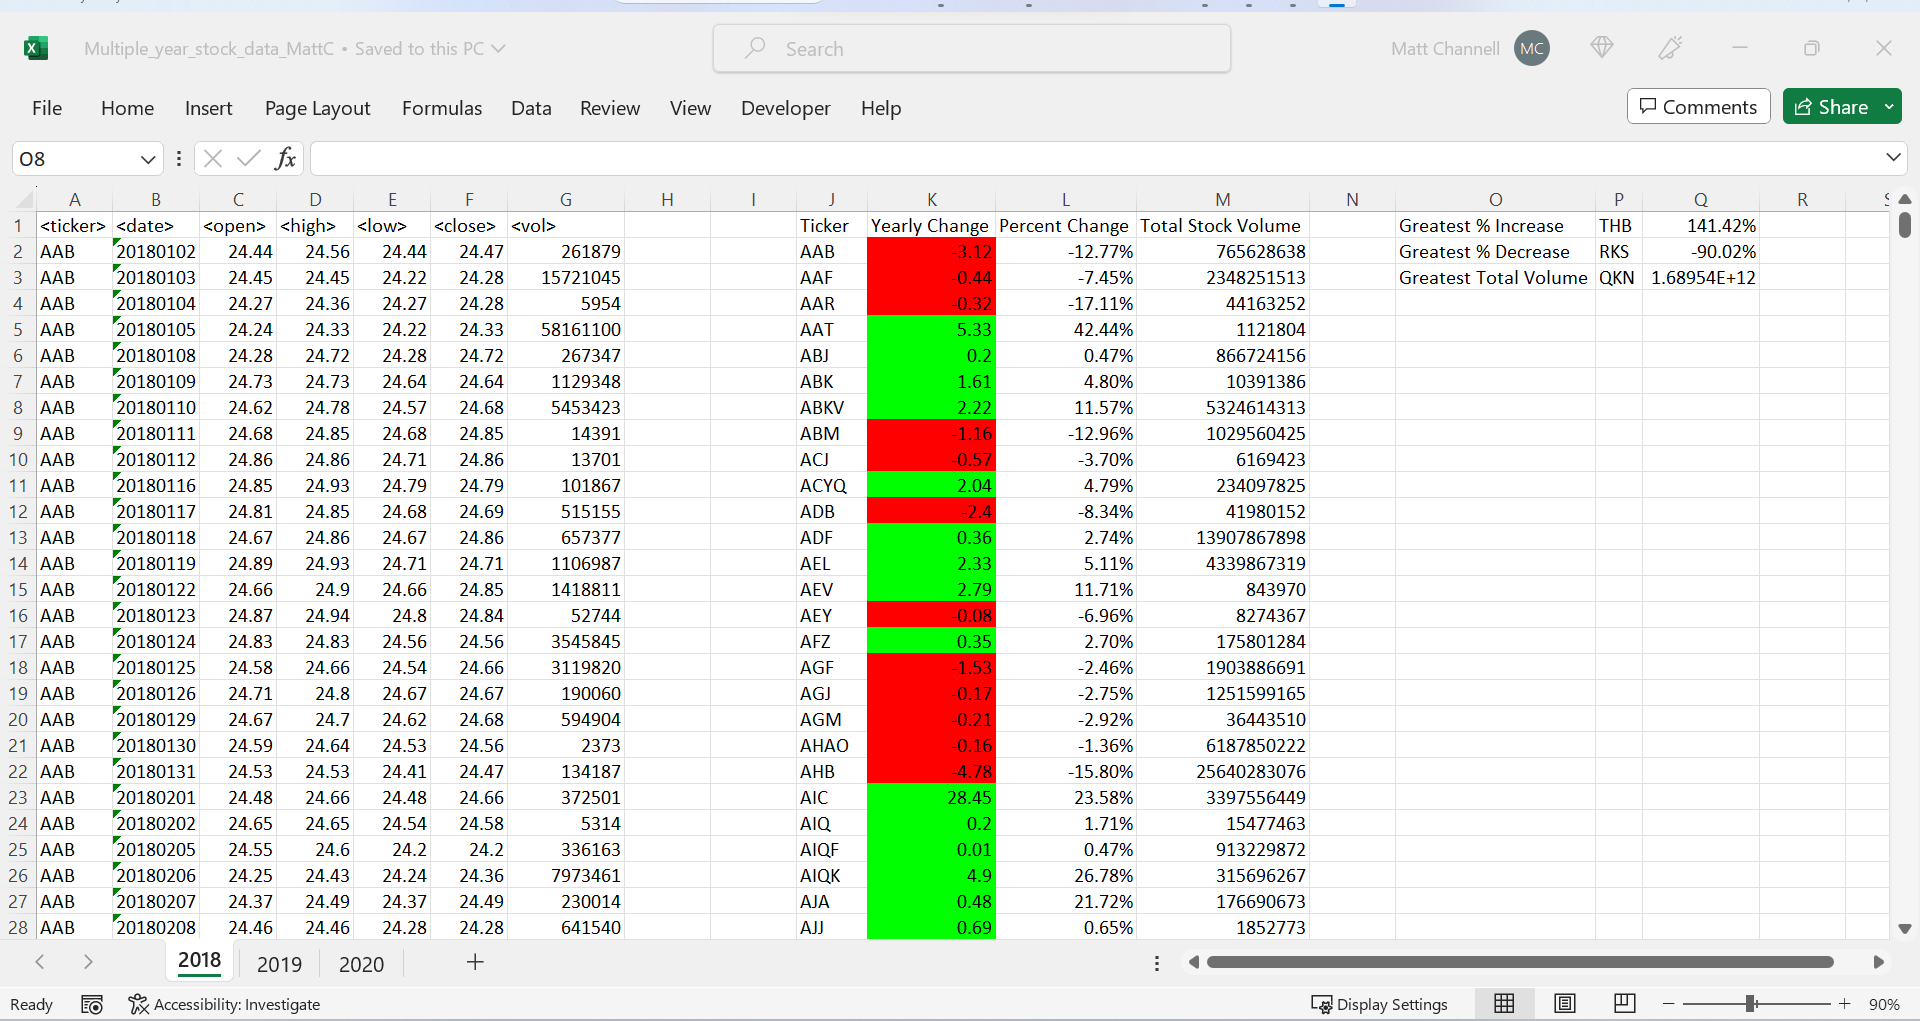 Multiple_year_stock_data_MattC • Saved to this PC
Search
Matt Channell MC
File Home Insert Page Layout Formulas Data Review View Developer Help Comments Share
O8 fx
A B C D E F G H I J K L M N O P Q R
1 <ticker> <date> <open> <high> <low> <close> <vol> Ticker Yearly Change Percent Change Total Stock Volume Greatest % Increase THB 141.42%
2 AAB 20180102 24.44 24.56 24.44 24.47 261879 AAB -3.12 -12.77% 765628638 Greatest % Decrease RKS -90.02%
3 AAB 20180103 24.45 24.45 24.22 24.28 15721045 AAF -0.44 -7.45% 2348251513 Greatest Total Volume QKN 1.68954E+12
4 AAB 20180104 24.27 24.36 24.27 24.28 5954 AAR -0.32 -17.11% 44163252
5 AAB 20180105 24.24 24.33 24.22 24.33 58161100 AAT 5.33 42.44% 1121804
6 AAB 20180108 24.28 24.72 24.28 24.72 267347 ABJ 0.2 0.47% 866724156
7 AAB 20180109 24.73 24.73 24.64 24.64 1129348 ABK 1.61 4.80% 10391386
8 AAB 20180110 24.62 24.78 24.57 24.68 5453423 ABKV 2.22 11.57% 5324614313
9 AAB 20180111 24.68 24.85 24.68 24.85 14391 ABM -1.16 -12.96% 1029560425
10 AAB 20180112 24.86 24.86 24.71 24.86 13701 ACJ -0.57 -3.70% 6169423
11 AAB 20180116 24.85 24.93 24.79 24.79 101867 ACYQ 2.04 4.79% 234097825
12 AAB 20180117 24.81 24.85 24.68 24.69 515155 ADB -2.4 -8.34% 41980152
13 AAB 20180118 24.67 24.86 24.67 24.86 657377 ADF 0.36 2.74% 13907867898
14 AAB 20180119 24.89 24.93 24.71 24.71 1106987 AEL 2.33 5.11% 4339867319
15 AAB 20180122 24.66 24.9 24.66 24.85 1418811 AEV 2.79 11.71% 843970
16 AAB 20180123 24.87 24.94 24.8 24.84 52744 AEY -0.08 -6.96% 8274367
17 AAB 20180124 24.83 24.83 24.56 24.56 3545845 AFZ 0.35 2.70% 175801284
18 AAB 20180125 24.58 24.66 24.54 24.66 3119820 AGF -1.53 -2.46% 1903886691
19 AAB 20180126 24.71 24.8 24.67 24.67 190060 AGJ -0.17 -2.75% 1251599165
20 AAB 20180129 24.67 24.7 24.62 24.68 594904 AGM -0.21 -2.92% 36443510
21 AAB 20180130 24.59 24.64 24.53 24.56 2373 AHAO -0.16 -1.36% 6187850222
22 AAB 20180131 24.53 24.53 24.41 24.47 134187 AHB -4.78 -15.80% 25640283076
23 AAB 20180201 24.48 24.66 24.48 24.66 372501 AIC 28.45 23.58% 3397556449
24 AAB 20180202 24.65 24.65 24.54 24.58 5314 AIQ 0.2 1.71% 15477463
25 AAB 20180205 24.55 24.6 24.2 24.2 336163 AIQF 0.01 0.47% 913229872
26 AAB 20180206 24.25 24.43 24.24 24.36 7973461 AIQK 4.9 26.78% 315696267
27 AAB 20180207 24.37 24.49 24.37 24.49 230014 AJA 0.48 21.72% 176690673
28 AAB 20180208 24.46 24.46 24.28 24.28 641540 AJJ 0.69 0.65% 1852773
2018 2019 2020 +
Ready Accessibility: Investigate Display Settings 90%